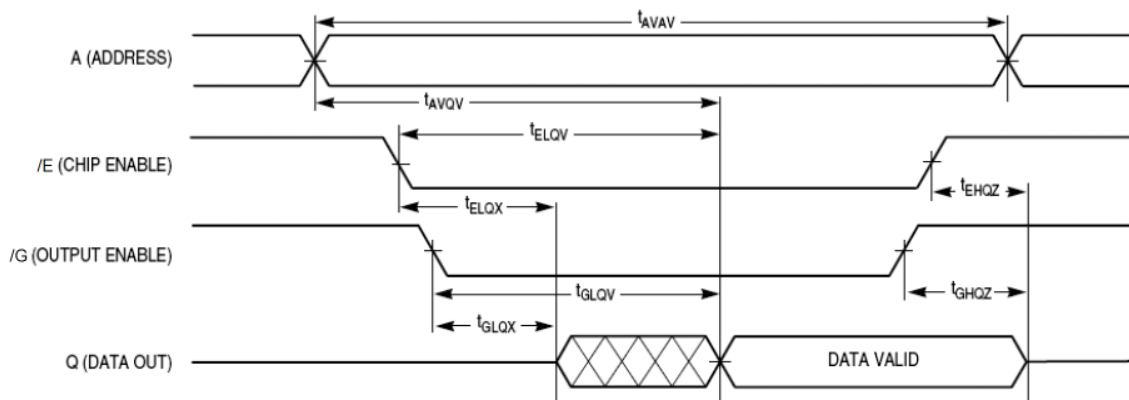 tAVAV
A (ADDRESS)
tAVQV
tELQV
/E (CHIP ENABLE)
tEHQZ
tELQX
/G (OUTPUT ENABLE)
tGLQV
tGHQZ
tGLQX
Q (DATA OUT)
DATA VALID